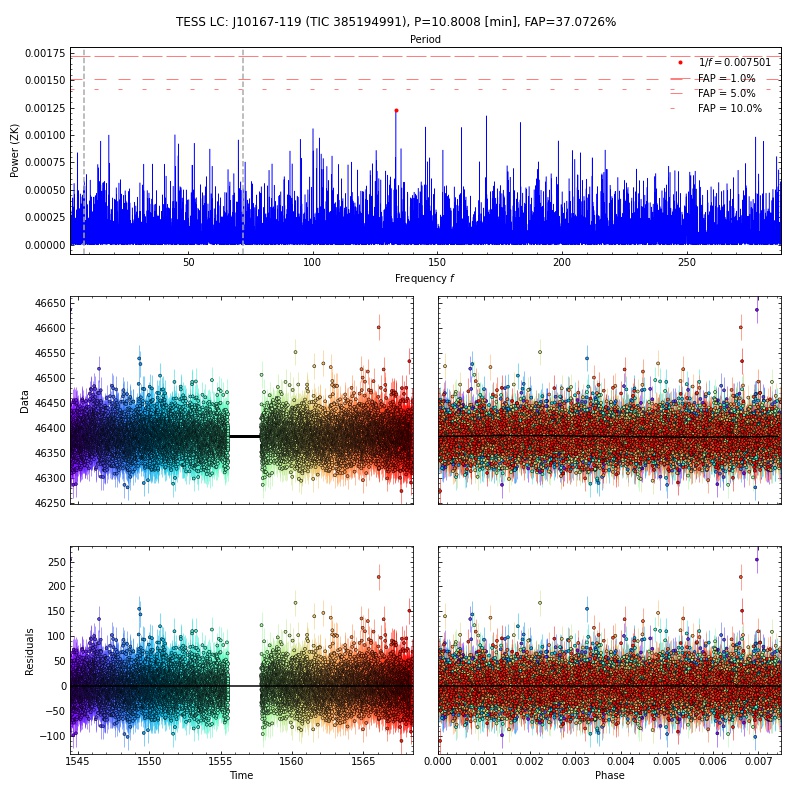 TESS LC: J10167-119 (TIC 385194991), P=10.8008 [min], FAP=37.0726%
Period
0.00175
0.00150
0.00125
0.00100
0.00075
0.00050
0.00025
0.00000
Power (ZK)
1/f = 0.007501
FAP = 1.0%
FAP = 5.0%
FAP = 10.0%
50 100 150 200 250
Frequency f
46650
46600
46550
46500
46450
46400
46350
46300
46250
Data
250
200
150
100
50
0
−50
−100
Residuals
1545 1550 1555 1560 1565
Time
0.000 0.001 0.002 0.003 0.004 0.005 0.006 0.007
Phase